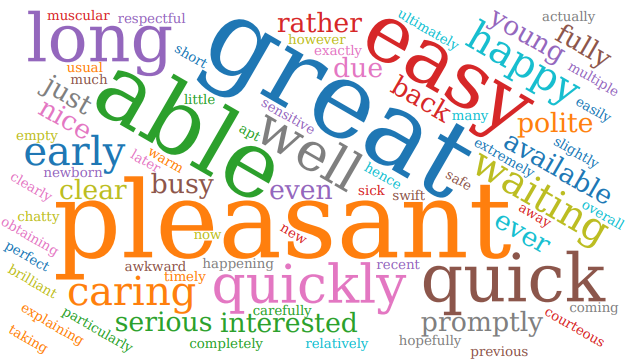 muscular
respectful
long
great
rather
easy
ultimately
young
actually
fully
happy
however
exactly
short
due
multiple
usual
much
just
able
little
back
easily
nice
sensitive
many
polite
empty
early
apt
well
slightly
later
warm
extremely
available
newborn
hence
safe
waiting
clearly
clear
busy
even
sick
swift
overall
chatty
pleasant
away
ever
obtaining
now
new
perfect
awkward
happening
recent
timely
brilliant
caring
quickly
quick
carefully
coming
explaining
particularly
serious
interested
promptly
courteous
taking
completely
relatively
hopefully
previous